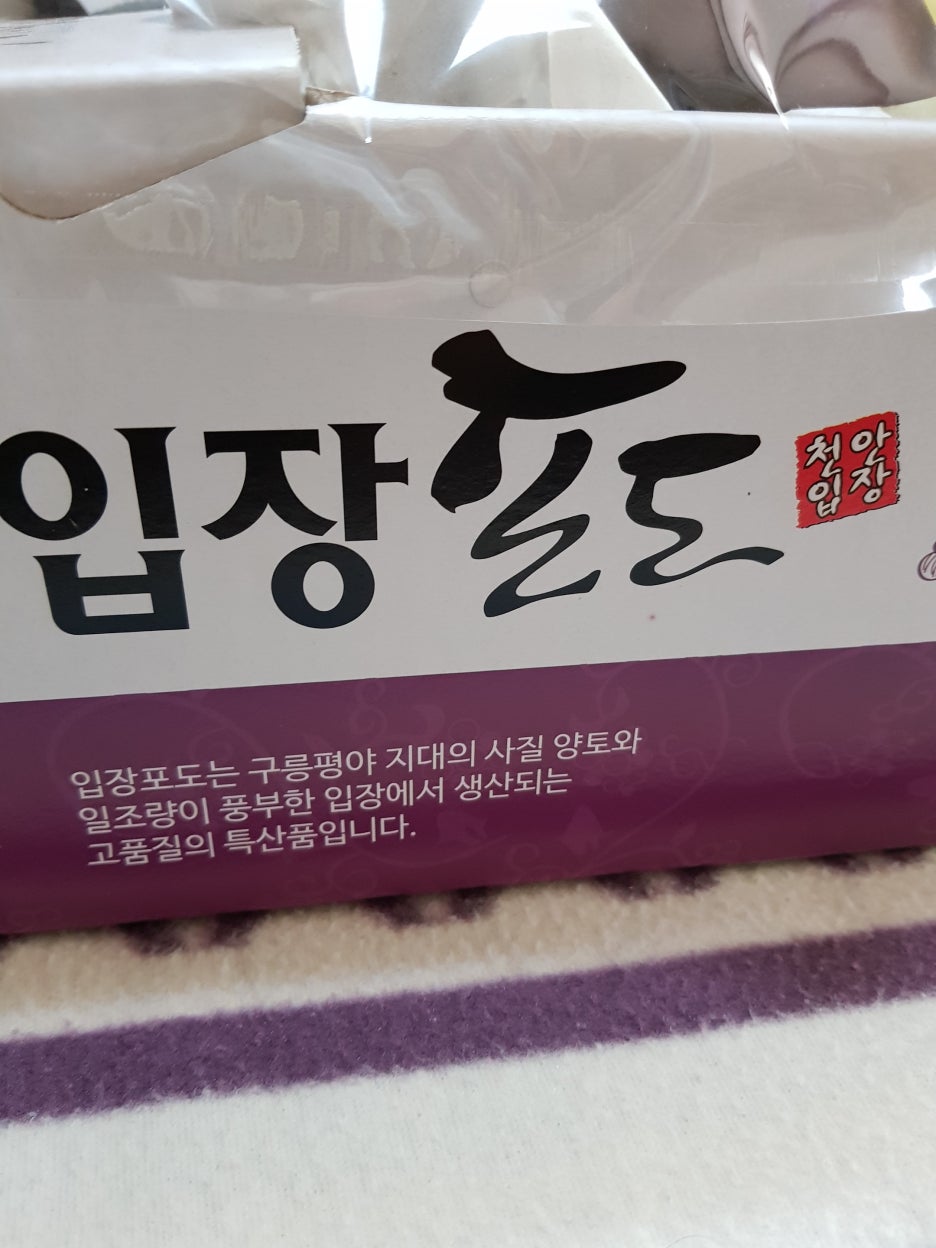 입장포도
천안
입장
입장포도는 구릉평야 지대의 사질 양토와
일조량이 풍부한 입장에서 생산되는
고품질의 특산품입니다.